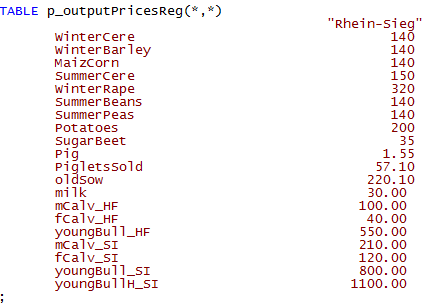 TABLE p_outputPricesReg(*,*)
"Rhein-Sieg"
WinterCere 140
WinterBarley 140
MaizCorn 140
SummerCere 150
WinterRape 320
SummerBeans 140
SummerPeas 140
Potatoes 200
SugarBeet 35
Pig 1.55
PigletsSold 57.10
oldSow 220.10
milk 30.00
mCalv_HF 100.00
fCalv_HF 40.00
youngBull_HF 550.00
mCalv_SI 210.00
fCalv_SI 120.00
youngBull_SI 800.00
youngBullH_SI 1100.00
;